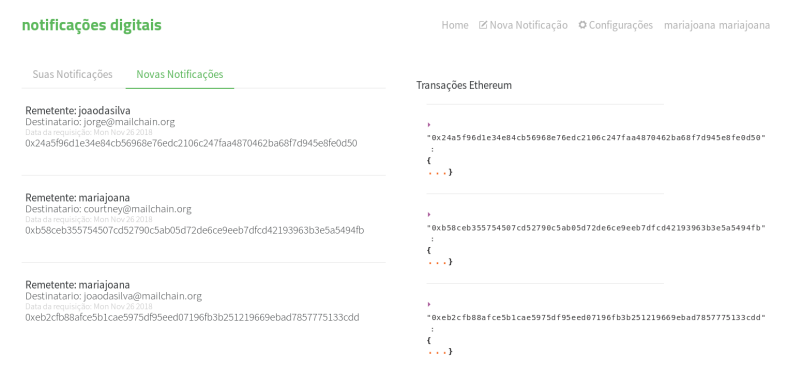 notificações digitais
Home Nova Notificação Configurações mariajoana mariajoana
Suas Notificações Novas Notificações
Remetente: joaodasilva
Destinatario: jorge@mailchain.org
Data da requisição: Mon Nov 26 2018
0x24a5f96d1e34e84cb56968e76edc2106c247faa4870462ba68f7d945e8fe0d50
Remetente: mariajoana
Destinatario: courtney@mailchain.org
Data da requisição: Mon Nov 26 2018
0xb58ceb355754507cd52790c5ab05d72de6ce9eeb7dfcd42193963b3e5a5494fb
Remetente: mariajoana
Destinatario: joaodasilva@mailchain.org
Data da requisição: Mon Nov 26 2018
0xeb2cfb88afce5b1cae5975df95eed07196fb3b251219669ebad7857775133cdd
Transações Ethereum
"0x24a5f96d1e34e84cb56968e76edc2106c247faa4870462ba68f7d945e8fe0d50"
:
{
...}
"0xb58ceb355754507cd52790c5ab05d72de6ce9eeb7dfcd42193963b3e5a5494fb"
:
{
...}
"0xeb2cfb88afce5b1cae5975df95eed07196fb3b251219669ebad7857775133cdd"
:
{
...}